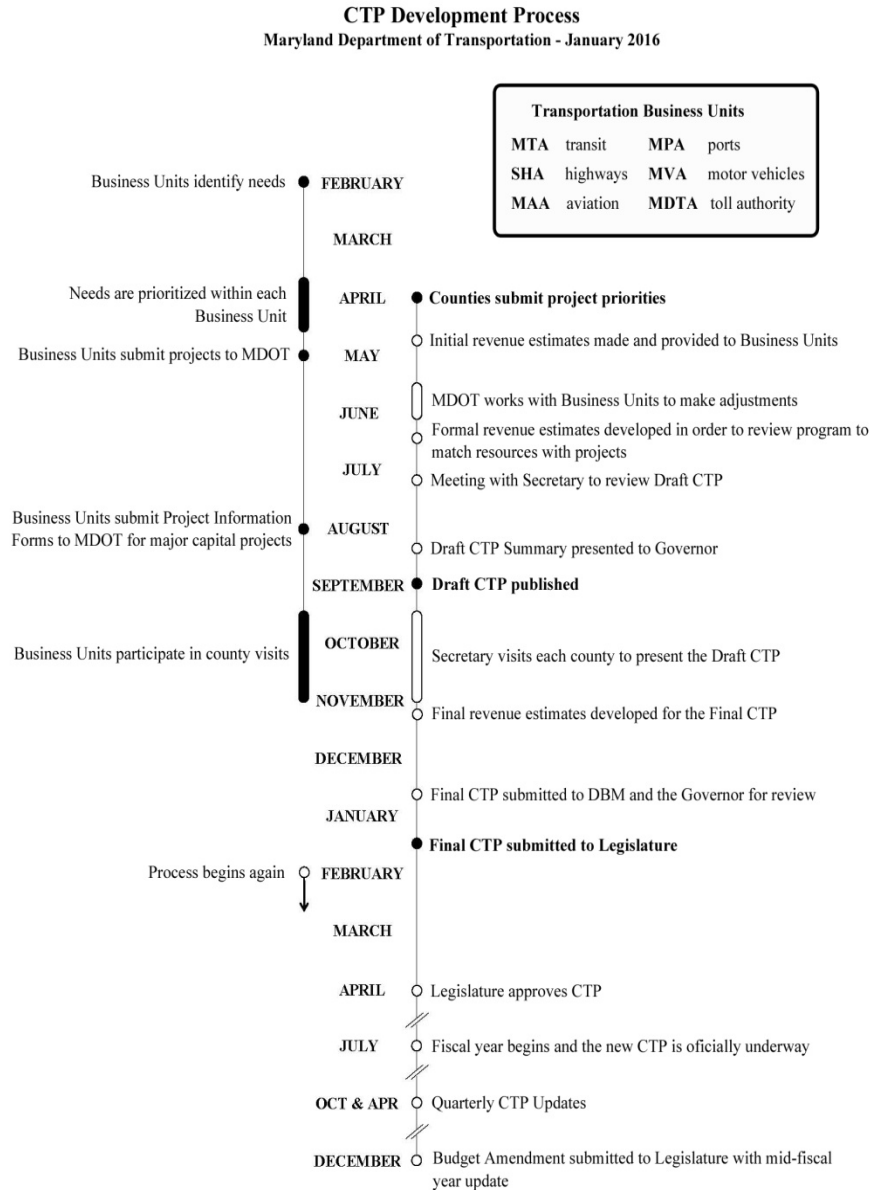 CTP Development Process
Maryland Department of Transportation - January 2016
Transportation Business Units
MTA transit MPA ports
SHA highways MVA motor vehicles
MAA aviation MDTA toll authority
Business Units identify needs FEBRUARY
MARCH
Needs are prioritized within each
Business Unit
APRIL Counties submit project priorities
Initial revenue estimates made and provided to Business Units
Business Units submit projects to MDOT MAY
MDOT works with Business Units to make adjustments
JUNE
Formal revenue estimates developed in order to review program to
match resources with projects
JULY
Meeting with Secretary to review Draft CTP
Business Units submit Project Information
Forms to MDOT for major capital projects
AUGUST
Draft CTP Summary presented to Governor
SEPTEMBER Draft CTP published
OCTOBER
Business Units participate in county visits Secretary visits each county to present the Draft CTP
NOVEMBER
Final revenue estimates developed for the Final CTP
DECEMBER
Final CTP submitted to DBM and the Governor for review
JANUARY
Final CTP submitted to Legislature
Process begins again FEBRUARY
MARCH
APRIL Legislature approves CTP
JULY Fiscal year begins and the new CTP is oficially underway
OCT & APR Quarterly CTP Updates
DECEMBER Budget Amendment submitted to Legislature with mid-fiscal
year update